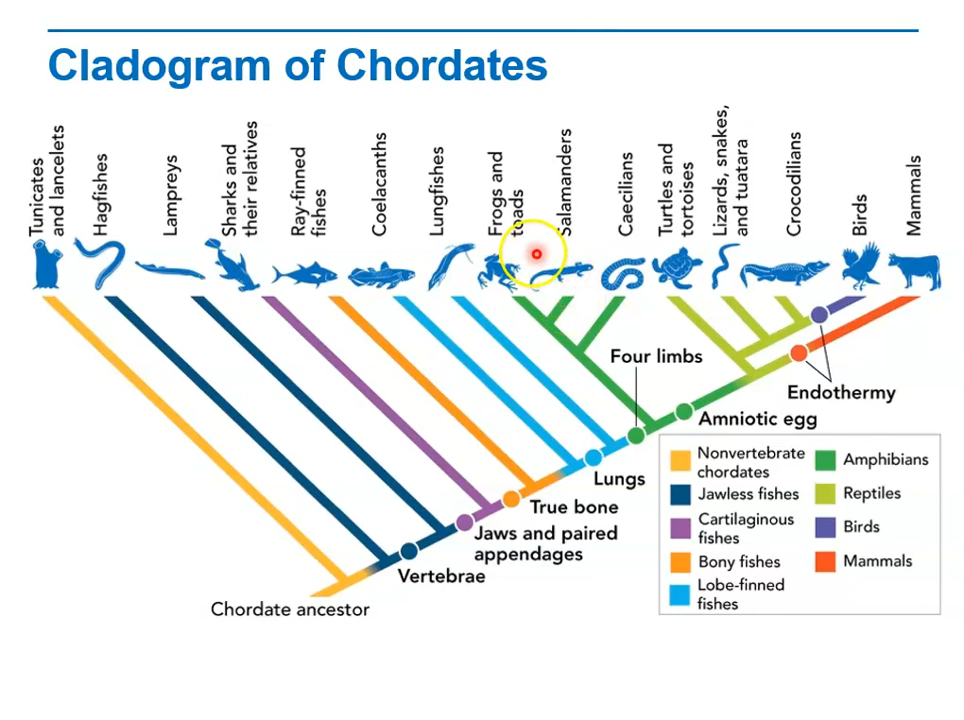 Cladogram of Chordates
Tunicates
and lancelets
Hagfishes
Lampreys
Sharks and
their relatives
Ray-finned
fishes
Coelacanths
Lungfishes
Frogs and
toads
Salamanders
Caecilians
Turtles and
tortoises
Lizards, snakes,
and tuatara
Crocodilians
Birds
Mammals
Four limbs
Endothermy
Amniotic egg
Lungs
True bone
Jaws and paired
appendages
Vertebrae
Chordate ancestor
Nonvertebrate
chordates
Jawless fishes
Cartilaginous
fishes
Bony fishes
Lobe-finned
fishes
Amphibians
Reptiles
Birds
Mammals